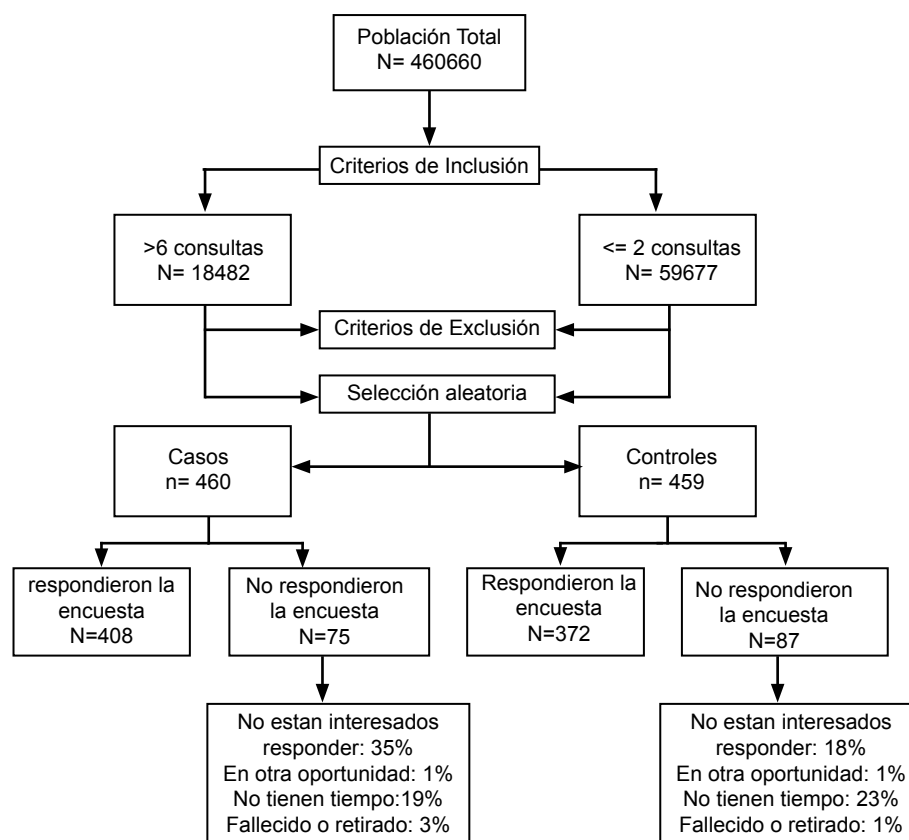 Población Total
N= 460660
Criterios de Inclusión
>6 consultas
N= 18482
<= 2 consultas
N= 59677
Criterios de Exclusión
Selección aleatoria
Casos
n= 460
Controles
n= 459
respondieron la
encuesta
N=408
No respondieron
la encuesta
N=75
Respondieron la
encuesta
N=372
No respondieron
la encuesta
N=87
No estan interesados
responder: 35%
En otra oportunidad: 1%
No tienen tiempo:19%
Fallecido o retirado: 3%
No estan interesados
responder: 18%
En otra oportunidad: 1%
No tienen tiempo: 23%
Fallecido o retirado: 1%